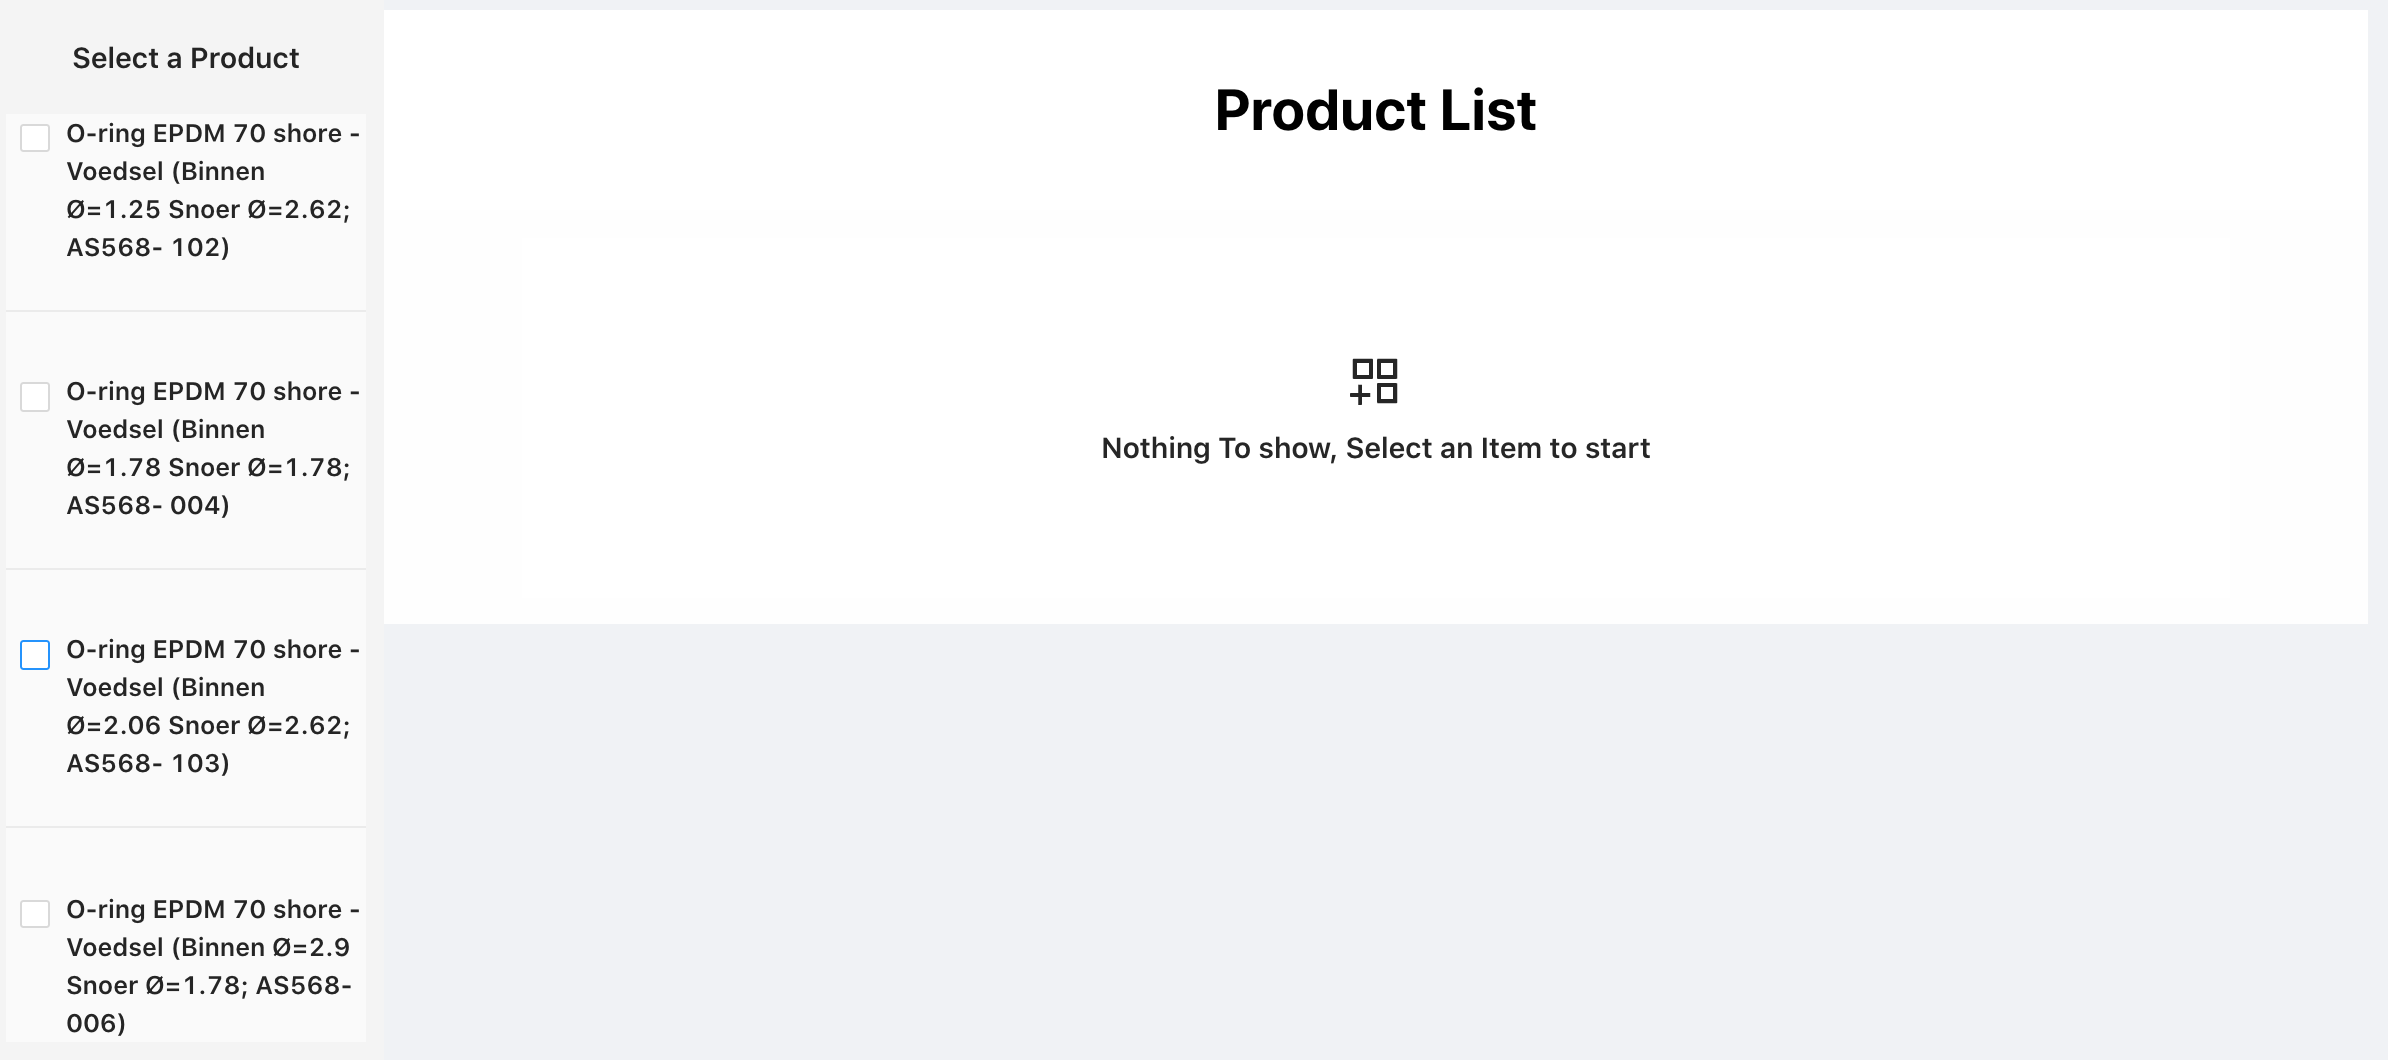 Select a Product
O-ring EPDM 70 shore -
Voedsel (Binnen
Ø=1.25 Snoer Ø=2.62;
AS568- 102)
O-ring EPDM 70 shore -
Voedsel (Binnen
Ø=1.78 Snoer Ø=1.78;
AS568- 004)
O-ring EPDM 70 shore -
Voedsel (Binnen
Ø=2.06 Snoer Ø=2.62;
AS568- 103)
O-ring EPDM 70 shore -
Voedsel (Binnen Ø=2.9
Snoer Ø=1.78; AS568-
006)
Product List
Nothing To show, Select an Item to start